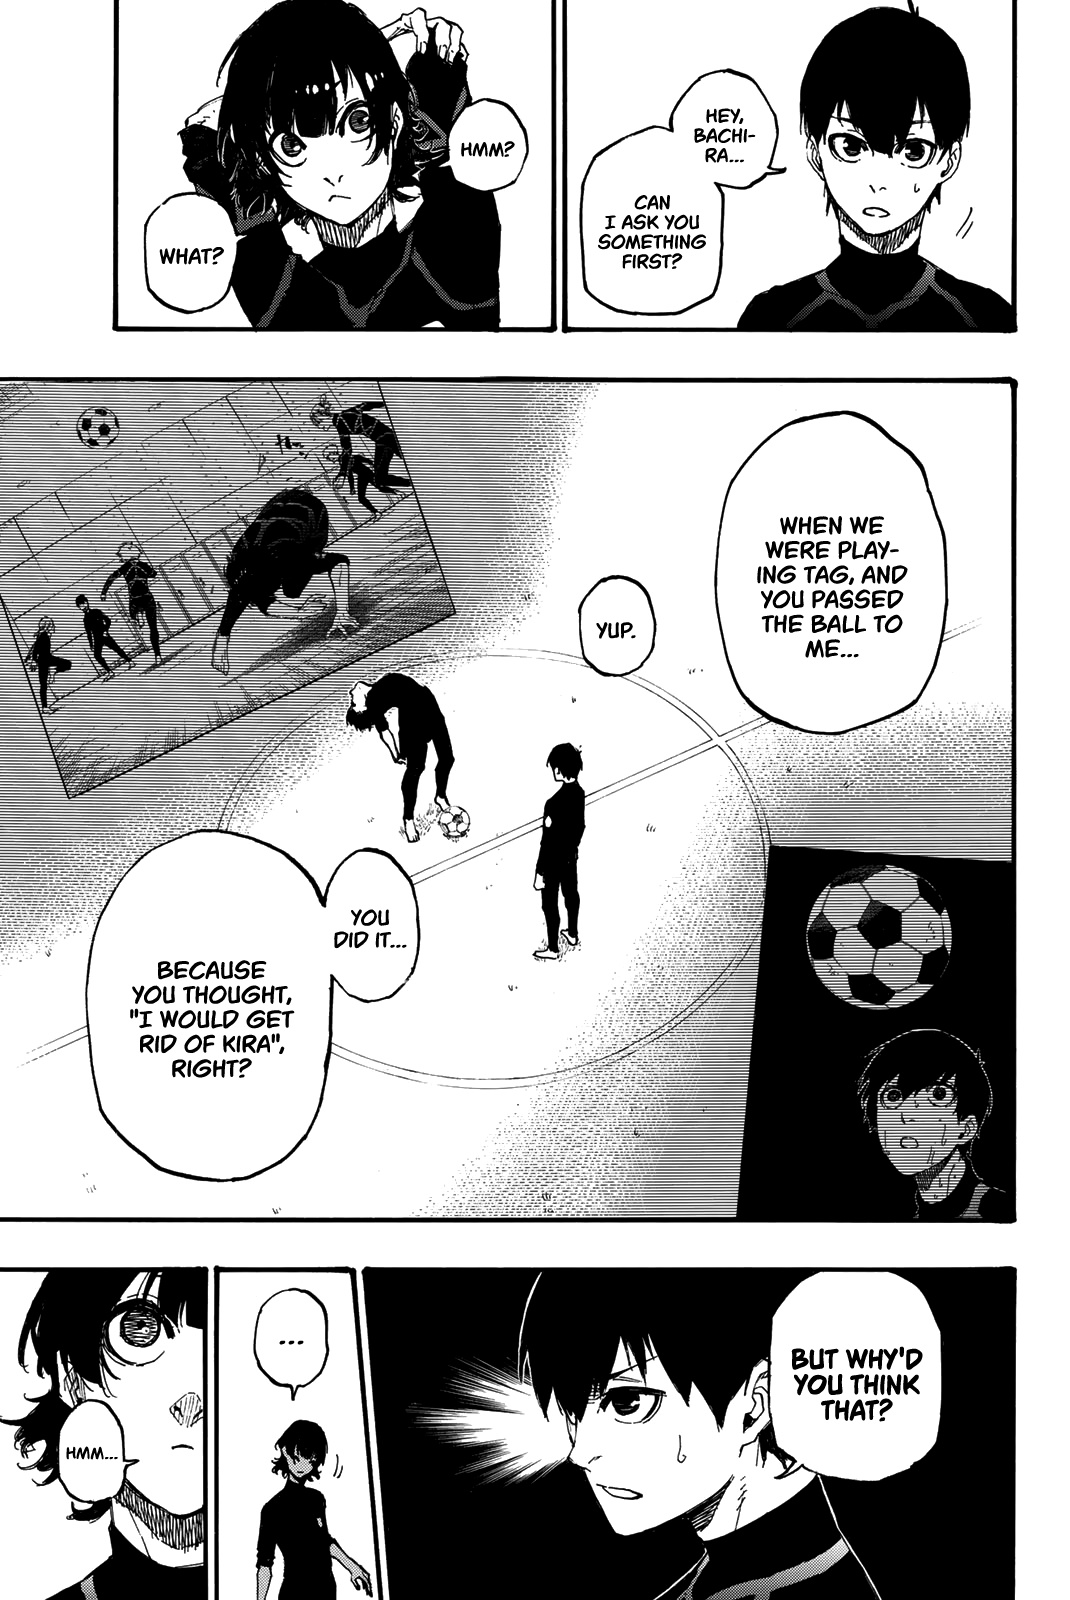 HEY,
BACHI-
RA...
CAN
I ASK YOU
SOMETHING
FIRST?
HMM?
WHAT?
WHEN WE
WERE PLAY-
ING TAG, AND
YOU PASSED
THE BALL TO
ME...
YUP.
YOU
DID IT...
BECAUSE
YOU THOUGHT,
"I WOULD GET
RID OF KIRA",
RIGHT?
BUT WHY'D
YOU THINK
THAT?
...
HMM...